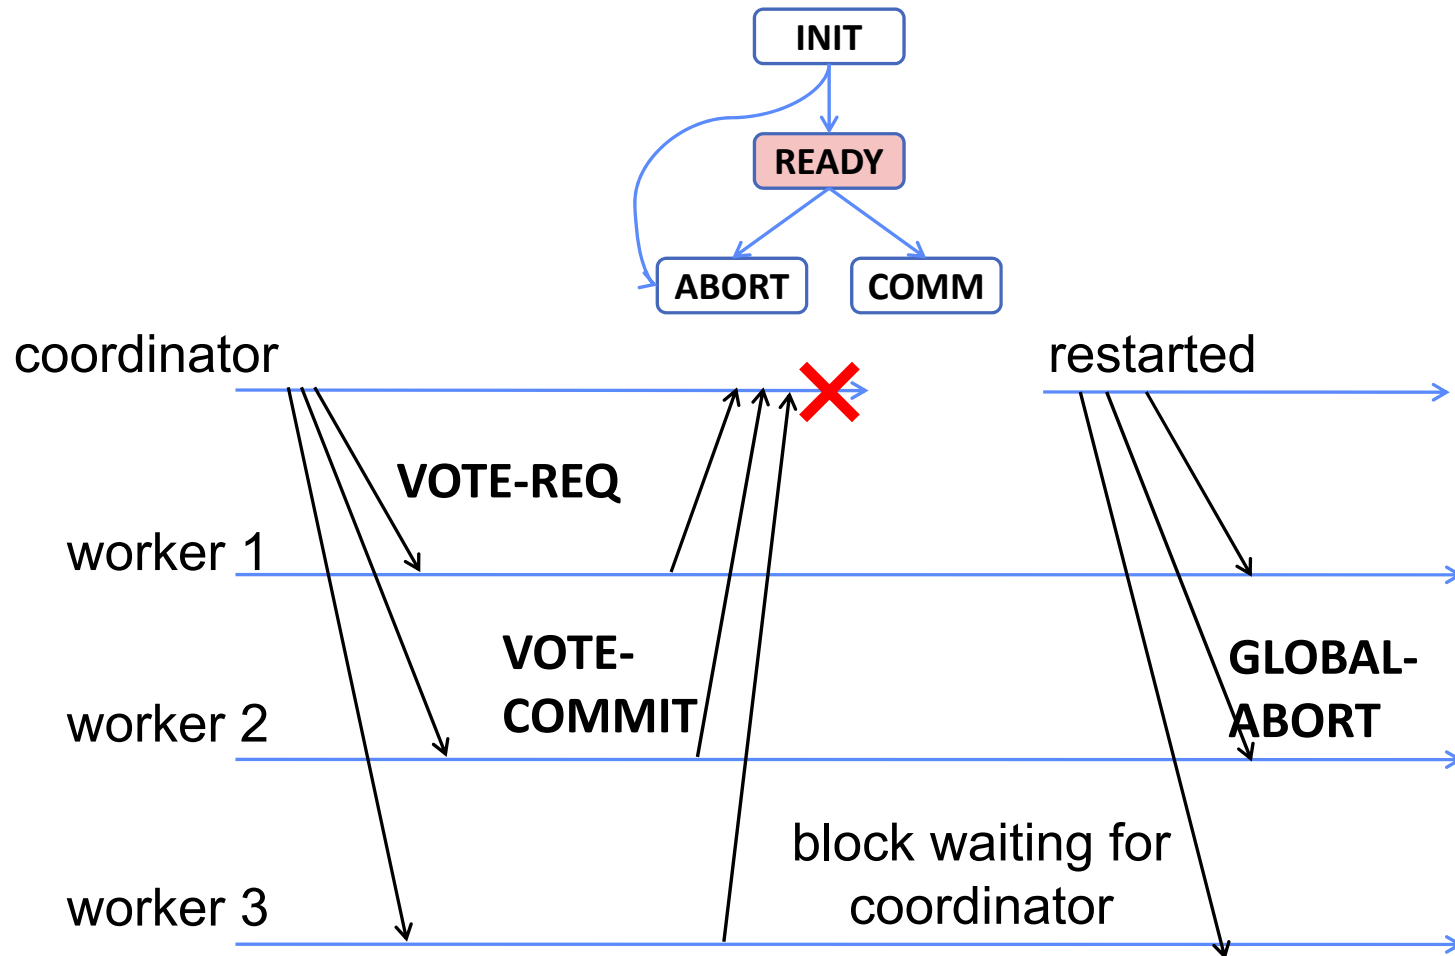 INIT
READY
ABORT
COMM
coordinator
restarted
VOTE-REQ
worker 1
VOTE-
COMMIT
GLOBAL-
ABORT
worker 2
block waiting for
coordinator
worker 3